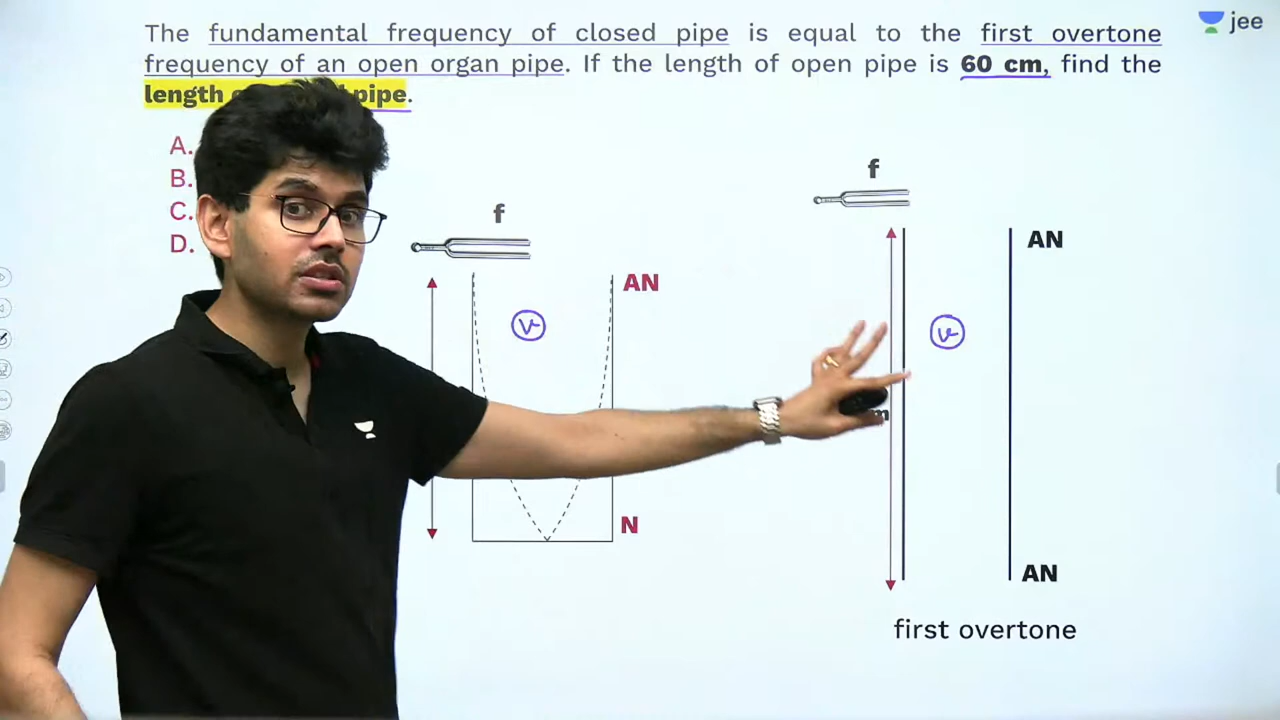 The fundamental frequency of closed pipe is equal to the first overtone
frequency of an open organ pipe. If the length of open pipe is 60 cm, find the
length pipe.
jee
A.
B.
C.
D.
f
f
AN
AN
v
v
N
AN
first overtone